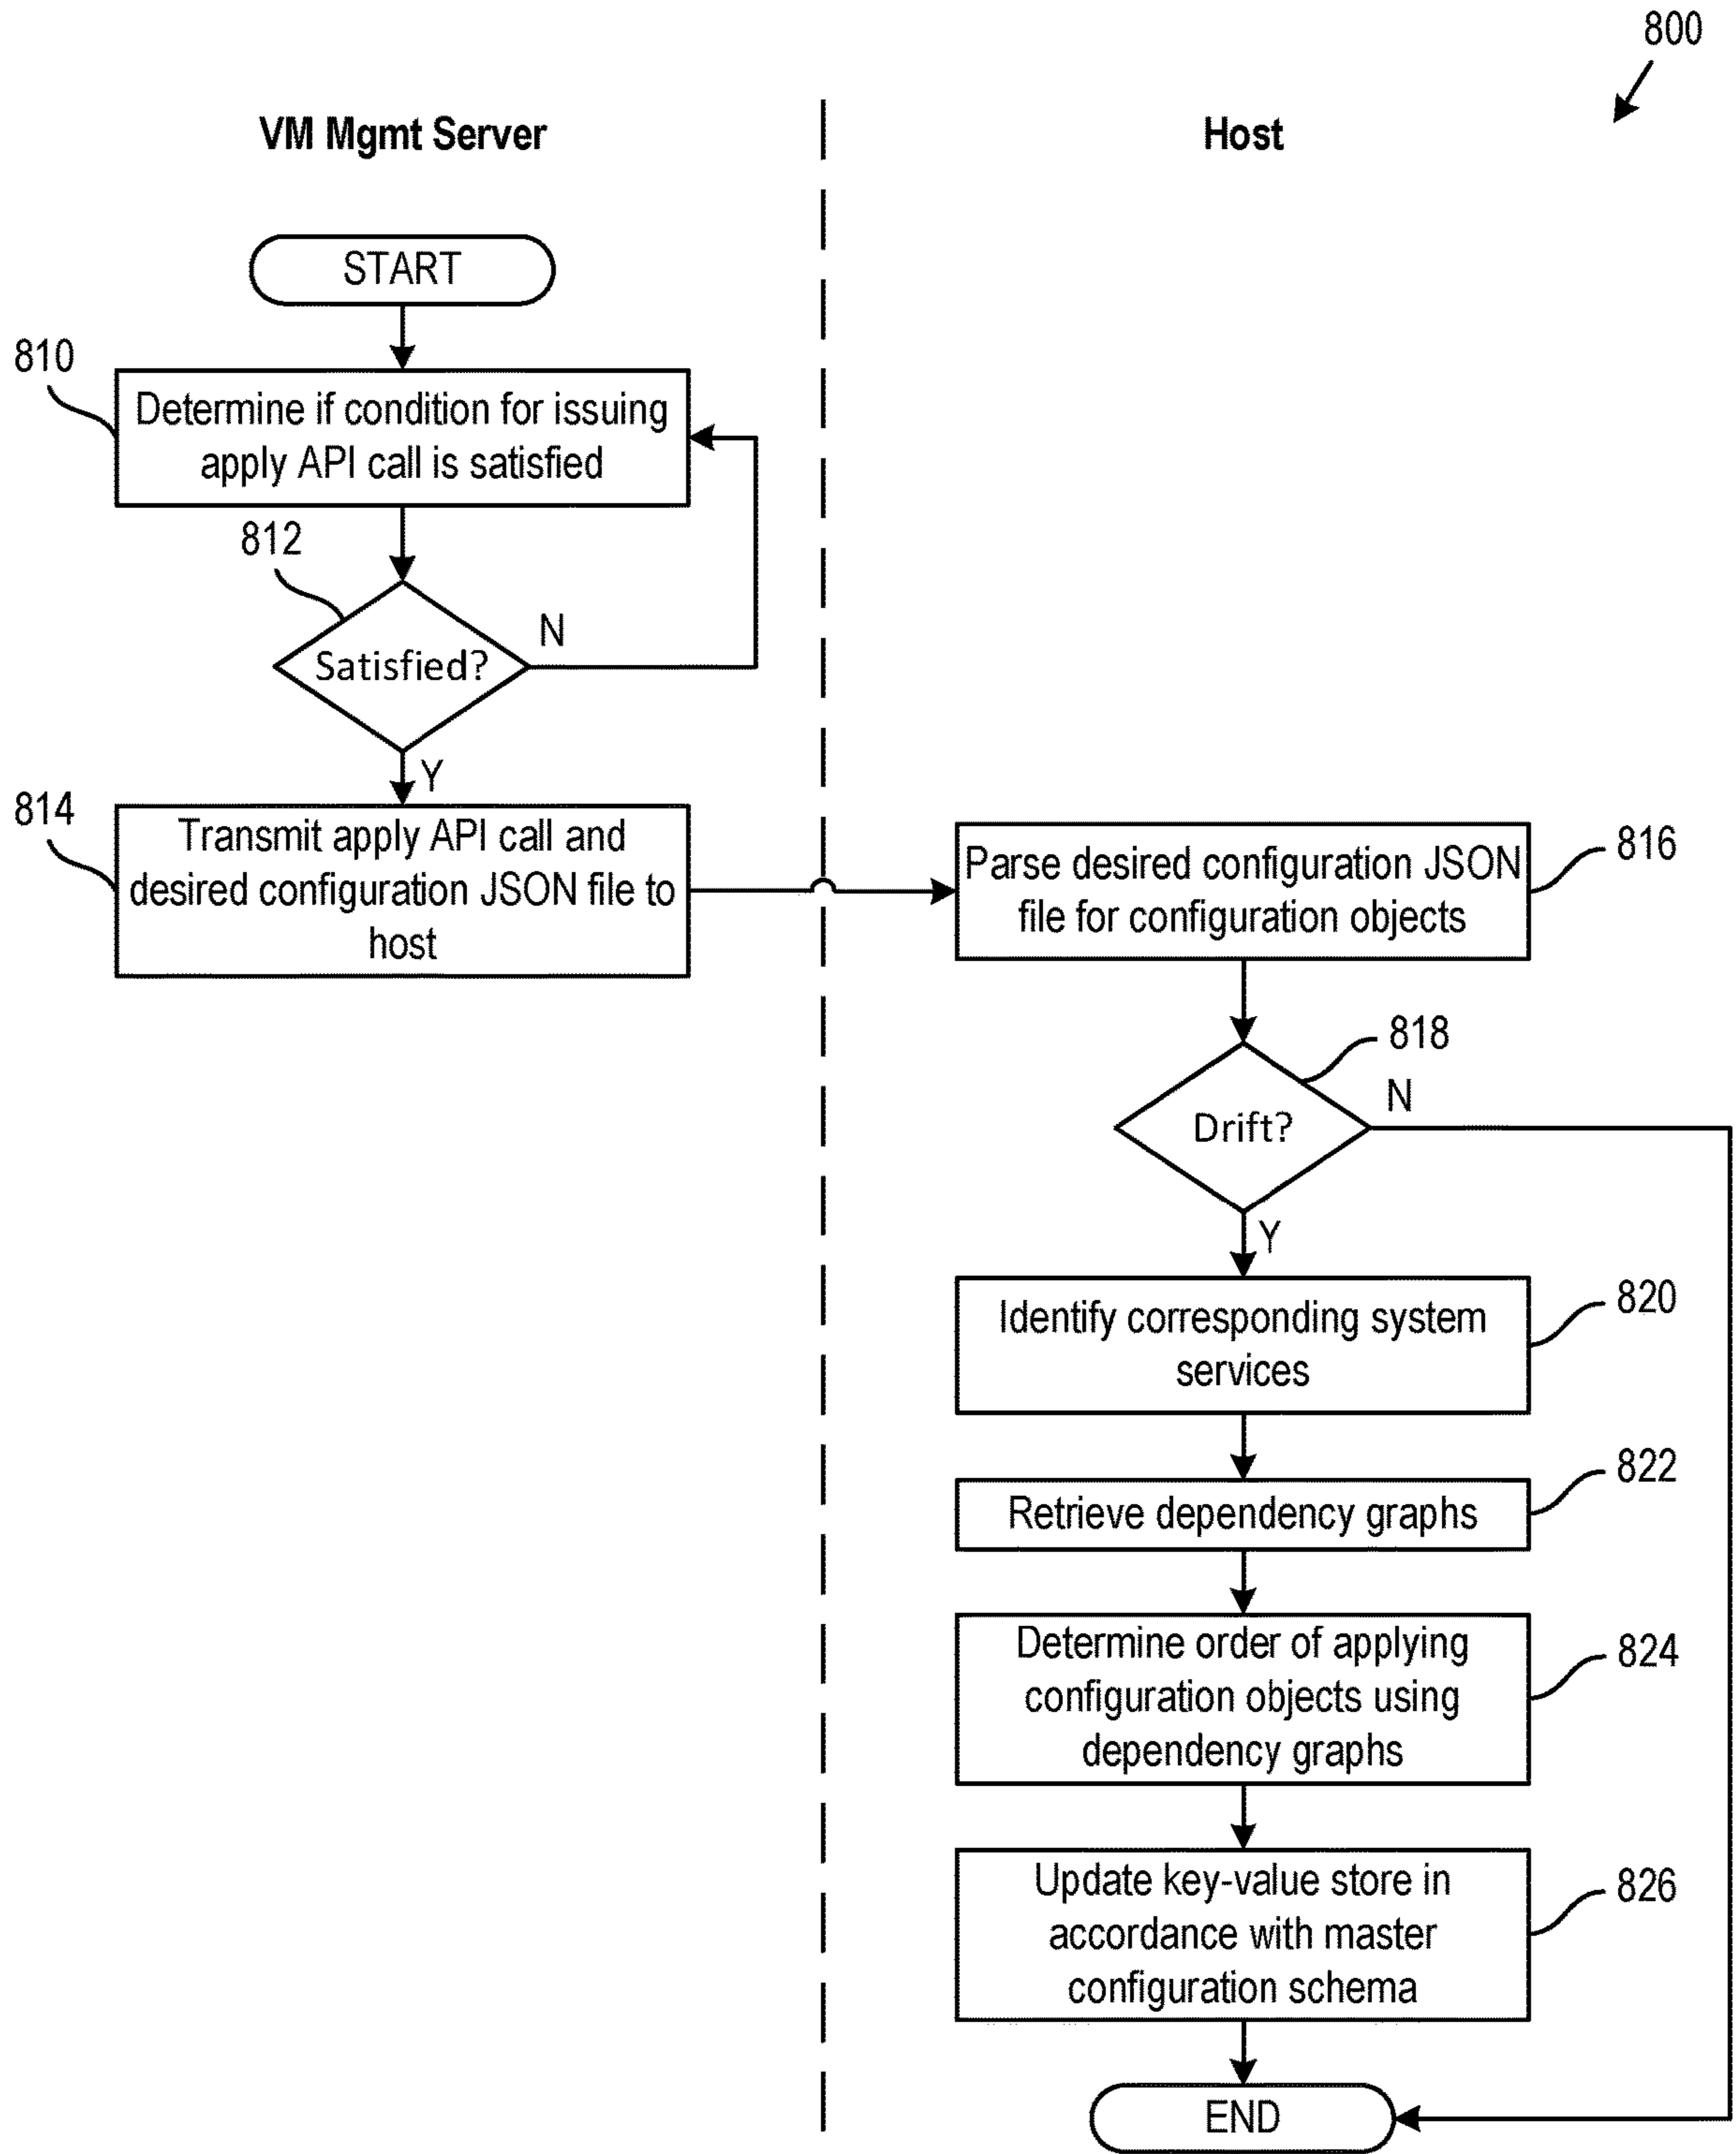 800
VM Mgmt Server
Host
START
810
Determine if condition for issuing
apply API call is satisfied
812
Satisfied?
N
Y
814
Transmit apply API call and
desired configuration JSON file to
host
Parse desired configuration JSON
file for configuration objects
816
818
Drift?
N
Y
Identify corresponding system
services
820
Retrieve dependency graphs
822
Determine order of applying
configuration objects using
dependency graphs
824
Update key-value store in
accordance with master
configuration schema
826
END